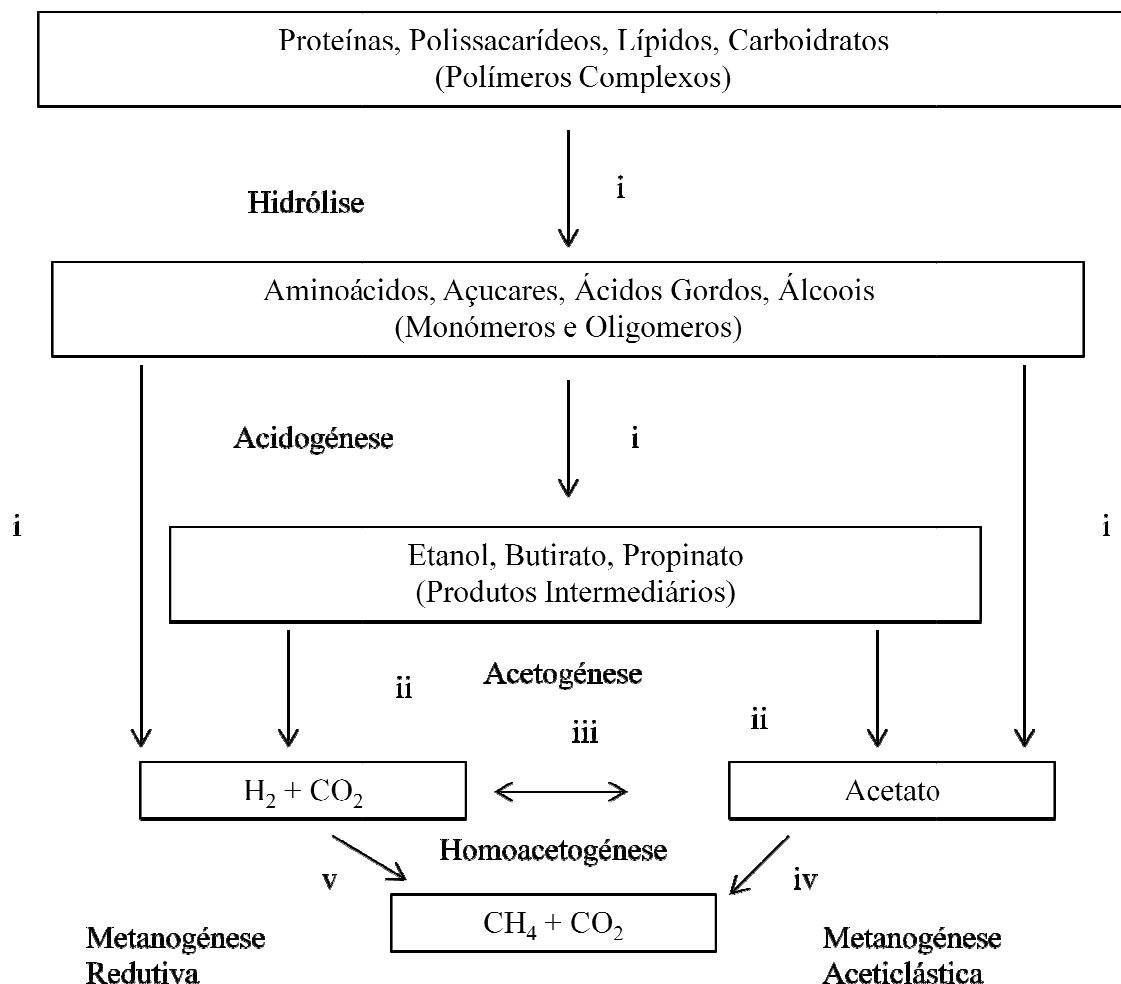 Proteínas, Polissacarídeos, Lípidos, Carboidratos
(Polímeros Complexos)
i
Hidrólise
Aminoácidos, Açucares, Ácidos Gordos, Álcoois
(Monómeros e Oligomeros)
Acidogénese
i
i
i
Etanol, Butirato, Propinato
(Produtos Intermediários)
Acetogénese
ii
ii
iii
H₂ + CO₂
Acetato
Homoacetogénese
v
iv
CH₄ + CO₂
Metanogénese
Redutiva
Metanogénese
Aceticlástica